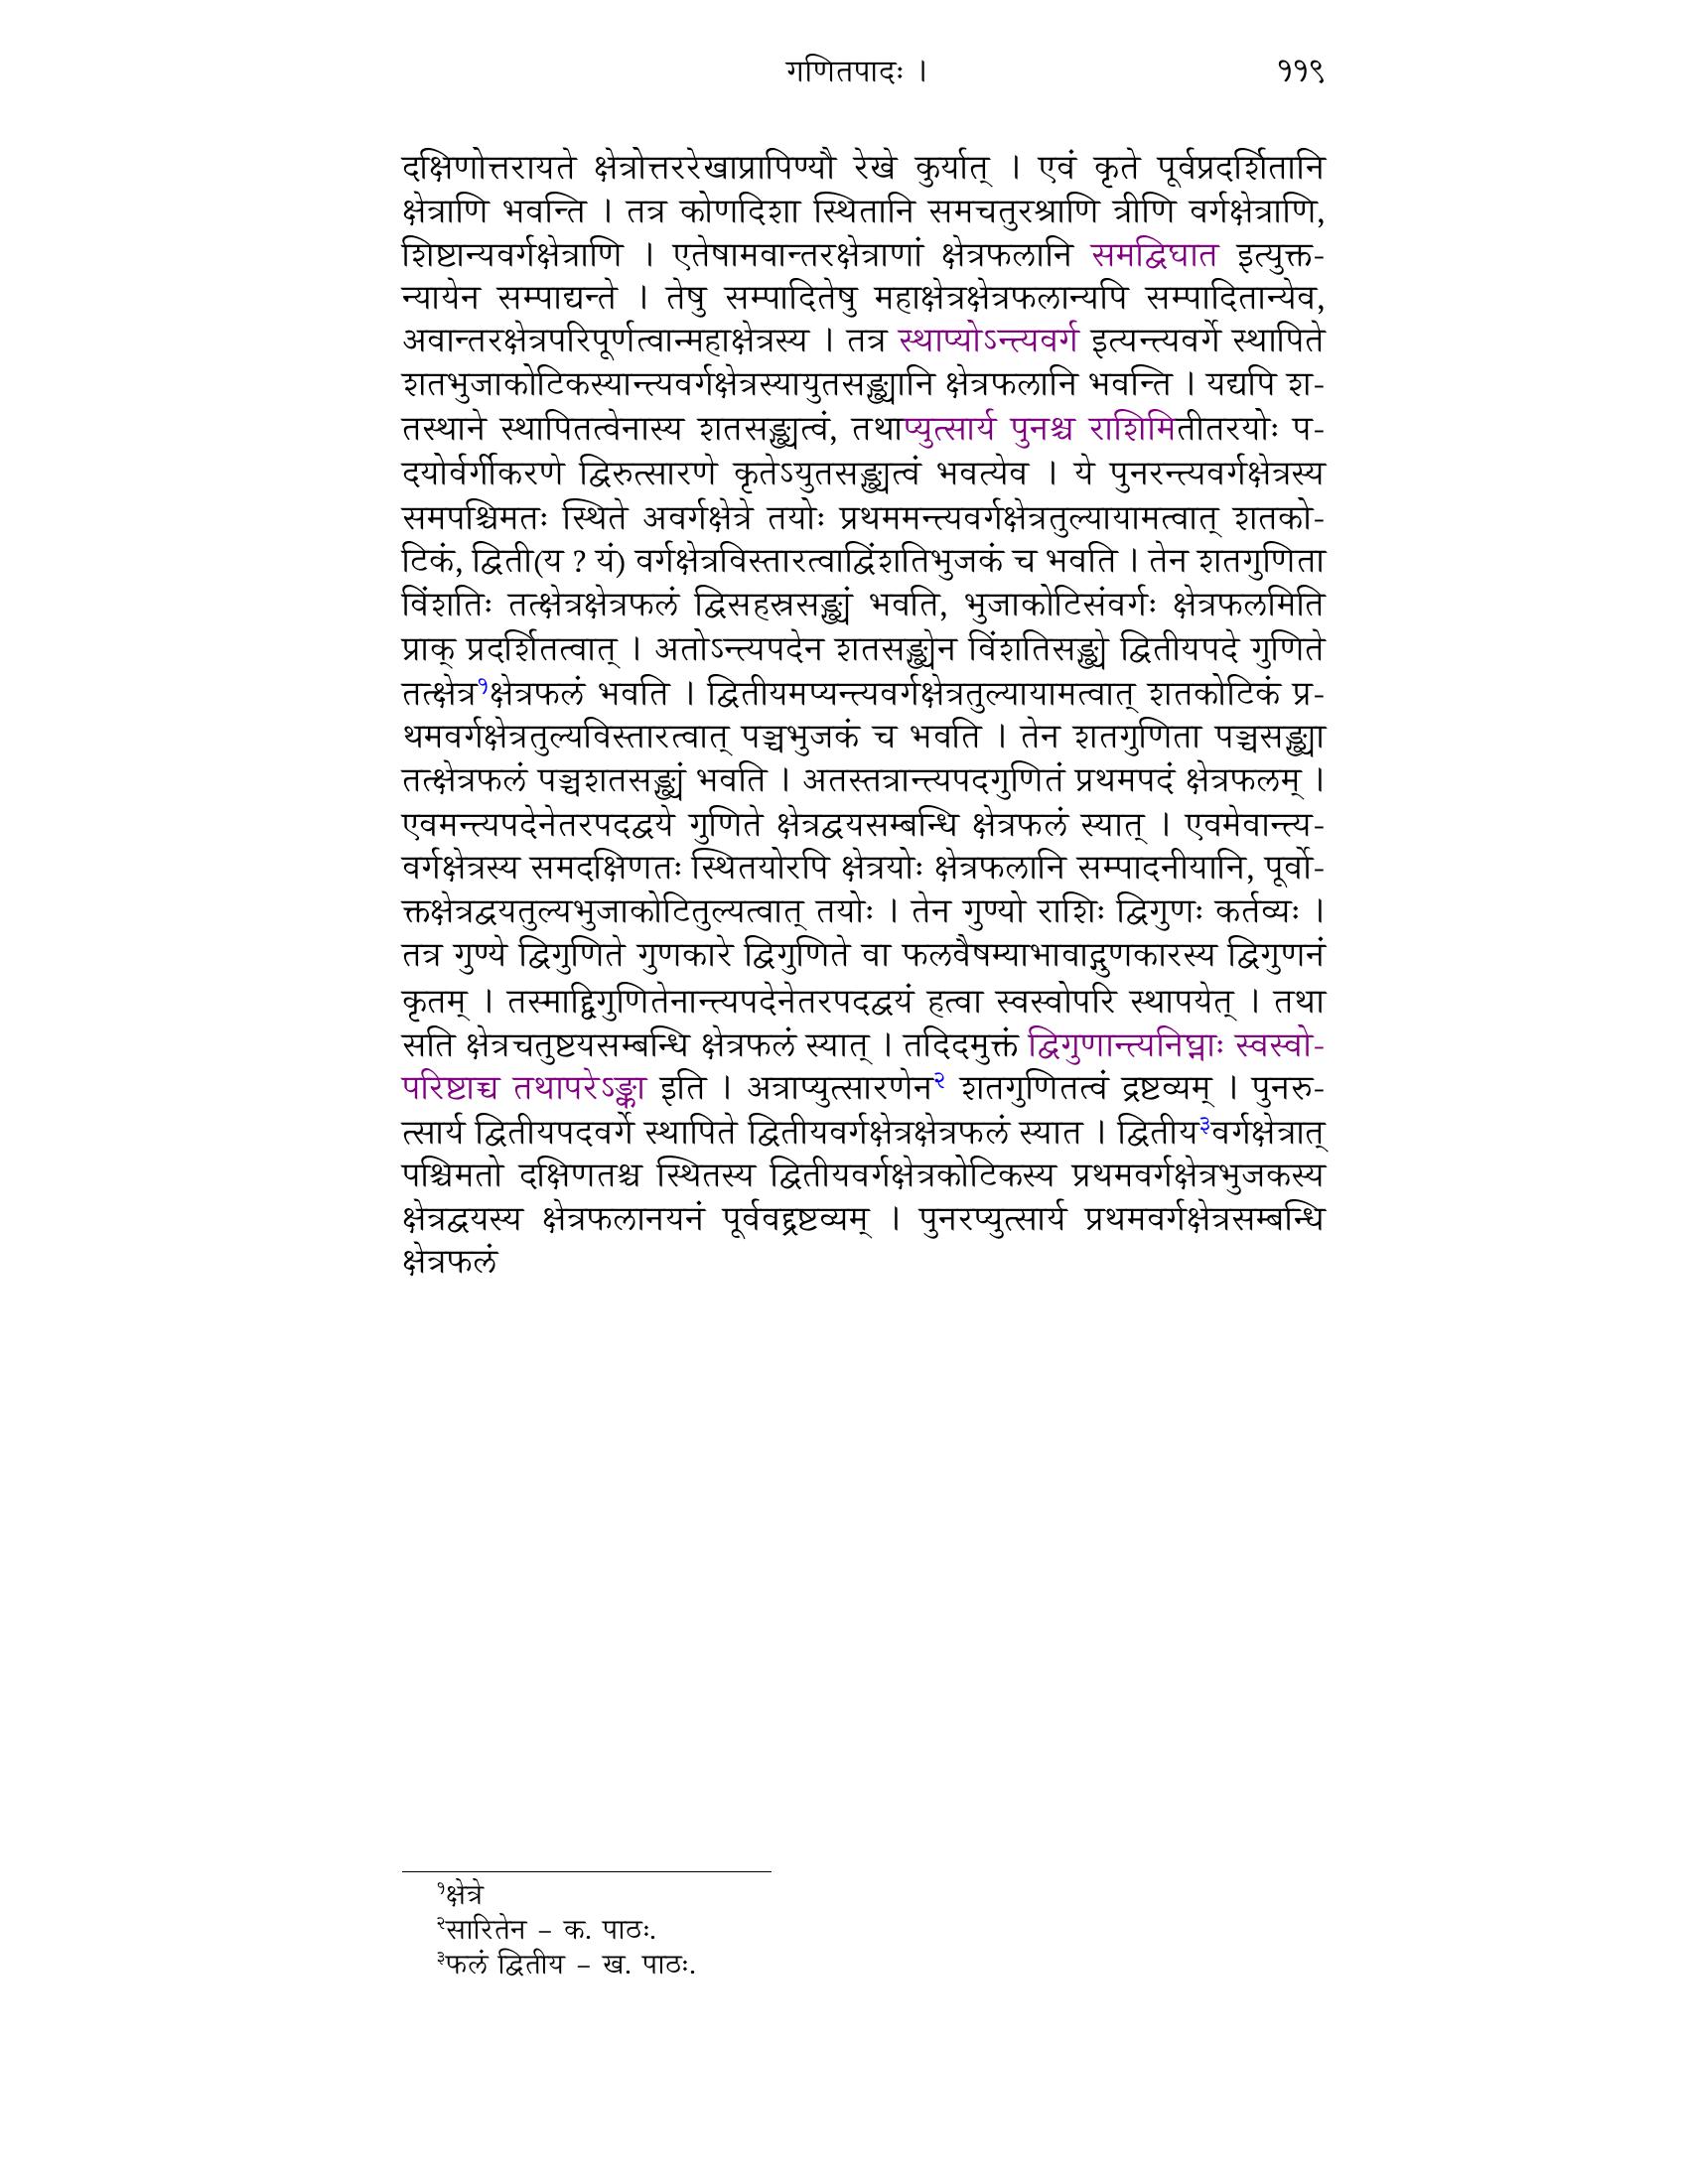 गणितपादः । ११९
दक्षिणोत्तरायते क्षेत्रोत्तररेखाप्रापिण्यौ रेखे कुर्यात् । एवं कृते पूर्वप्रदर्शितानि
क्षेत्राणि भवन्ति । तत्र कोणदिशा स्थितानि समचतुरश्राणि त्रीणि वर्गक्षेत्राणि,
शिष्टान्यवर्गक्षेत्राणि । एतेषामवान्तरक्षेत्राणां क्षेत्रफलानि समद्विघात इत्युक्त-
न्यायेन सम्पाद्यन्ते । तेषु सम्पादितेषु महाक्षेत्रक्षेत्रफलान्यपि सम्पादितान्येव,
अवान्तरक्षेत्रपरिपूर्णत्वान्महाक्षेत्रस्य । तत्र स्थाप्योऽन्त्यवर्ग इत्यन्त्यवर्गे स्थापिते
शतभुजाकोटिकस्यान्त्यवर्गक्षेत्रस्यायुतसङ्ख्यानि क्षेत्रफलानि भवन्ति । यद्यपि श-
तस्थाने स्थापितत्वेनास्य शतसङ्ख्यत्वं, तथाप्युत्सार्य पुनश्च राशिमितीतरयोः प-
दयोर्वर्गीकरणे द्विरुत्सारणे कृतेऽयुतसङ्ख्यत्वं भवत्येव । ये पुनरन्त्यवर्गक्षेत्रस्य
समपश्चिमतः स्थिते अवर्गक्षेत्रे तयोः प्रथममन्त्यवर्गक्षेत्रतुल्यायामत्वात् शतको-
टिकं, द्विती(य ? यं) वर्गक्षेत्रविस्तारत्वाद्विंशतिभुजकं च भवति । तेन शतगुणिता
विंशतिः तत्क्षेत्रक्षेत्रफलं द्विसहस्रसङ्ख्यं भवति, भुजाकोटिसंवर्गः क्षेत्रफलमिति
प्राक् प्रदर्शितत्वात् । अतोऽन्त्यपदेन शतसङ्ख्येन विंशतिसङ्ख्ये द्वितीयपदे गुणिते
तत्क्षेत्र१क्षेत्रफलं भवति । द्वितीयमप्यन्त्यवर्गक्षेत्रतुल्यायामत्वात् शतकोटिकं प्र-
थमवर्गक्षेत्रतुल्यविस्तारत्वात् पञ्चभुजकं च भवति । तेन शतगुणिता पञ्चसङ्ख्या
तत्क्षेत्रफलं पञ्चशतसङ्ख्यं भवति । अतस्तत्रान्त्यपदगुणितं प्रथमपदं क्षेत्रफलम् ।
एवमन्त्यपदेनेतरपदद्वये गुणिते क्षेत्रद्वयसम्बन्धि क्षेत्रफलं स्यात् । एवमेवान्त्य-
वर्गक्षेत्रस्य समदक्षिणतः स्थितयोरपि क्षेत्रयोः क्षेत्रफलानि सम्पादनीयानि, पूर्वो-
क्तक्षेत्रद्वयतुल्यभुजाकोटितुल्यत्वात् तयोः । तेन गुण्यो राशिः द्विगुणः कर्तव्यः ।
तत्र गुण्ये द्विगुणिते गुणकारे द्विगुणिते वा फलवैषम्याभावाद्गुणकारस्य द्विगुणनं
कृतम् । तस्माद्द्विगुणितेनान्त्यपदेनेतरपदद्वयं हत्वा स्वस्वोपरि स्थापयेत् । तथा
सति क्षेत्रचतुष्टयसम्बन्धि क्षेत्रफलं स्यात् । तदिदमुक्तं द्विगुणान्त्यनिघ्नाः स्वस्वो-
परिष्टाच्च तथापरेऽङ्का इति । अत्राप्युत्सारणेन२ शतगुणितत्वं द्रष्टव्यम् । पुनरु-
त्सार्य द्वितीयपदवर्गे स्थापिते द्वितीयवर्गक्षेत्रक्षेत्रफलं स्यात । द्वितीय३वर्गक्षेत्रात्
पश्चिमतो दक्षिणतश्च स्थितस्य द्वितीयवर्गक्षेत्रकोटिकस्य प्रथमवर्गक्षेत्रभुजकस्य
क्षेत्रद्वयस्य क्षेत्रफलानयनं पूर्ववद्द्रष्टव्यम् । पुनरप्युत्सार्य प्रथमवर्गक्षेत्रसम्बन्धि
क्षेत्रफलं
१क्षेत्रे
२सारितेन – क. पाठः.
३फलं द्वितीय – ख. पाठः.